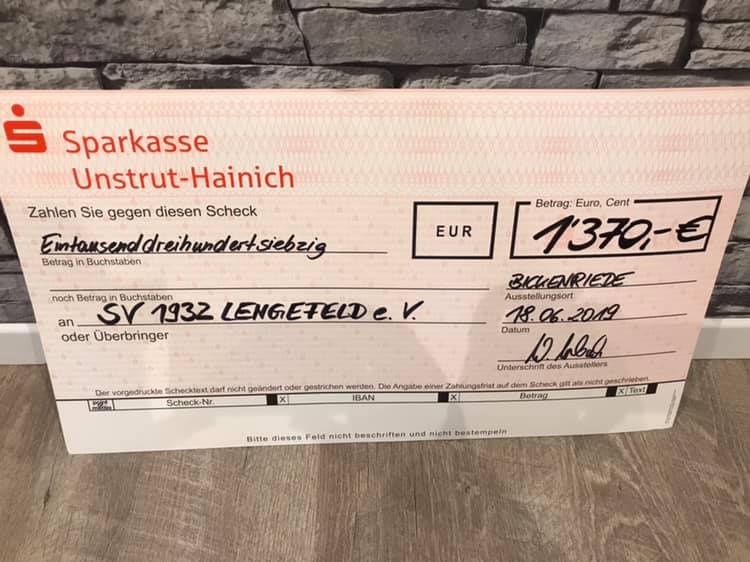 Sparkasse
Unstrut-Hainich
Zahlen Sie gegen diesen Scheck
Eintausenddreihundertsiebzig
Betrag in Buchstaben
EUR
Betrag: Euro, Cent
1'370,-€
noch Betrag in Buchstaben
BICKENRIEDE
Ausstellungsort
an SV 1932 LENGEFELD e. V.
oder Überbringer
18.06.2019
Datum
Unterschrift des Ausstellers
Der vorgedruckte Schecktext darf nicht geändert oder gestrichen werden. Die Angabe einer Zahlungsfrist auf dem Scheck gilt als nicht geschrieben.
Scheck-Nr. X IBAN X Betrag X Text
Bitte dieses Feld nicht beschriften und nicht bestempeln